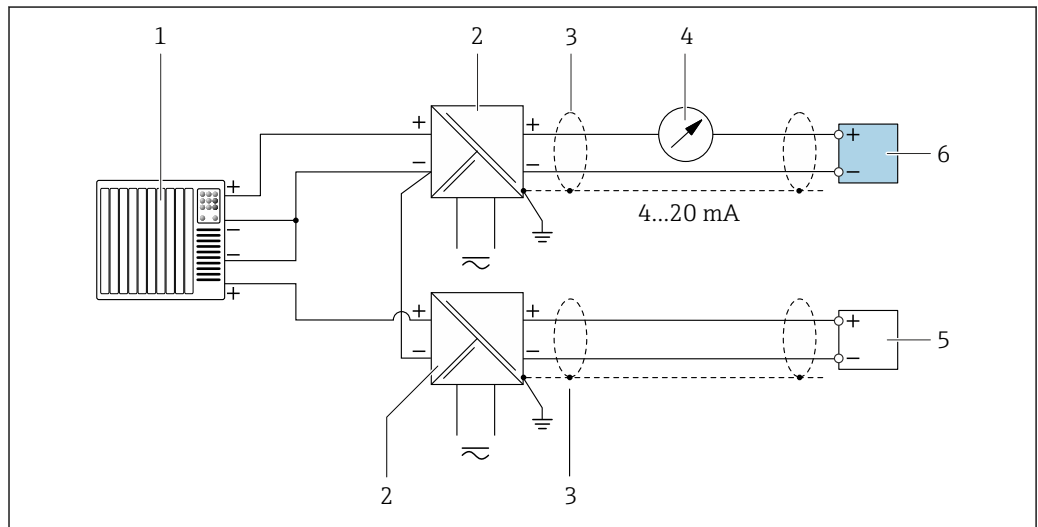 1 2 3 4
+ +
+ − −
− 6
− 4...20 mA
+
+ +
+ 5
− − −
2 3